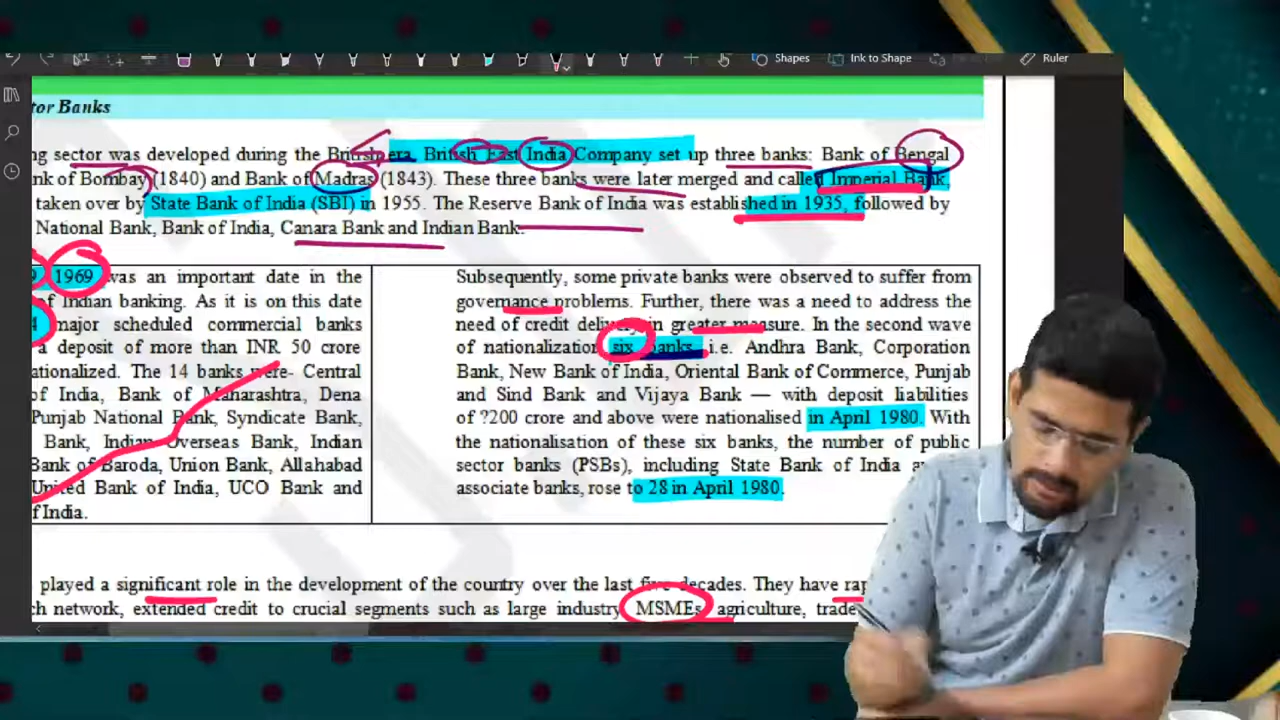 Shapes Ink to Shape Ruler
tor Banks
ng sector was developed during the British era. British East India Company set up three banks: Bank of Bengal
nk of Bombay (1840) and Bank of Madras (1843). These three banks were later merged and called Imperial Bank,
taken over by State Bank of India (SBI) in 1955. The Reserve Bank of India was established in 1935, followed by
National Bank, Bank of India, Canara Bank and Indian Bank.
9 1969 was an important date in the
of Indian banking. As it is on this date
4 major scheduled commercial banks
a deposit of more than INR 50 crore
ationalized. The 14 banks were- Central
of India, Bank of Maharashtra, Dena
Punjab National Bank, Syndicate Bank,
Bank, Indian Overseas Bank, Indian
Bank of Baroda, Union Bank, Allahabad
United Bank of India, UCO Bank and
f India.
Subsequently, some private banks were observed to suffer from
governance problems. Further, there was a need to address the
need of credit delivery in greater measure. In the second wave
of nationalization six banks i.e. Andhra Bank, Corporation
Bank, New Bank of India, Oriental Bank of Commerce, Punjab
and Sind Bank and Vijaya Bank — with deposit liabilities
of ?200 crore and above were nationalised in April 1980. With
the nationalisation of these six banks, the number of public
sector banks (PSBs), including State Bank of India
associate banks, rose to 28 in April 1980.
played a significant role in the development of the country over the last five decades. They have rap
ch network, extended credit to crucial segments such as large industry MSMEs agriculture, trade